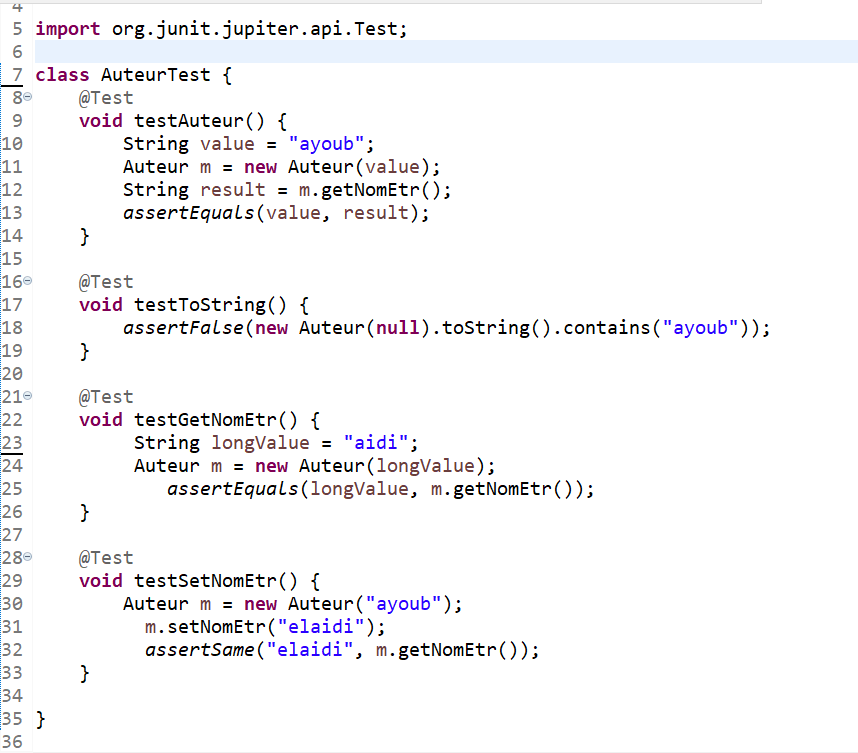 4
5 import org.junit.jupiter.api.Test;
6
7 class AuteurTest {
8     @Test
9     void testAuteur() {
10         String value = "ayoub";
11         Auteur m = new Auteur(value);
12         String result = m.getNomEtr();
13         assertEquals(value, result);
14     }
15
16     @Test
17     void testToString() {
18         assertFalse(new Auteur(null).toString().contains("ayoub"));
19     }
20
21     @Test
22     void testGetNomEtr() {
23          String longValue = "aidi";
24          Auteur m = new Auteur(longValue);
25             assertEquals(longValue, m.getNomEtr());
26     }
27
28     @Test
29     void testSetNomEtr() {
30         Auteur m = new Auteur("ayoub");
31           m.setNomEtr("elaidi");
32           assertSame("elaidi", m.getNomEtr());
33     }
34
35 }
36